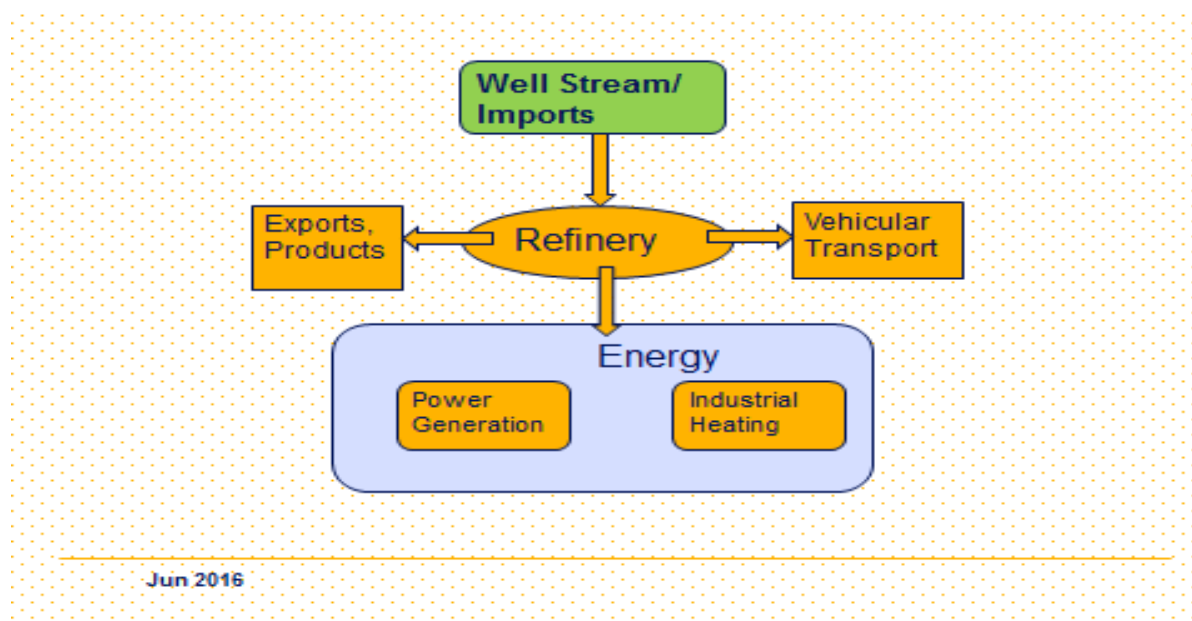 Well Stream/
Imports
Exports,
Products
Refinery
Vehicular
Transport
Energy
Power
Generation
Industrial
Heating
Jun 2016